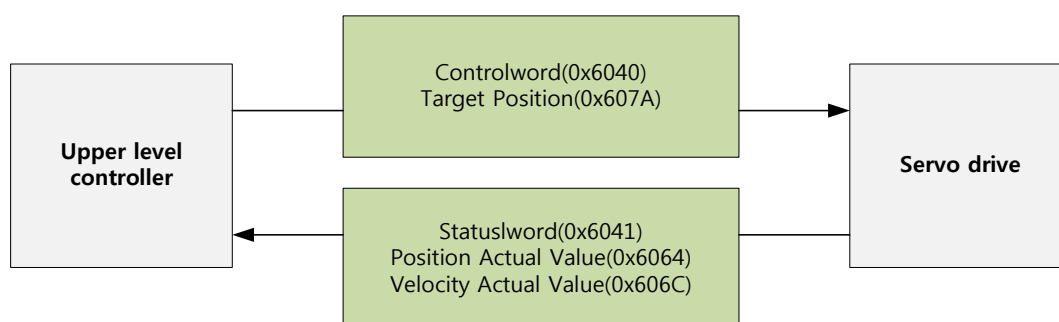 Controlword(0x6040)
Target Position(0x607A)
Upper level
controller
Servo drive
Statuslword(0x6041)
Position Actual Value(0x6064)
Velocity Actual Value(0x606C)